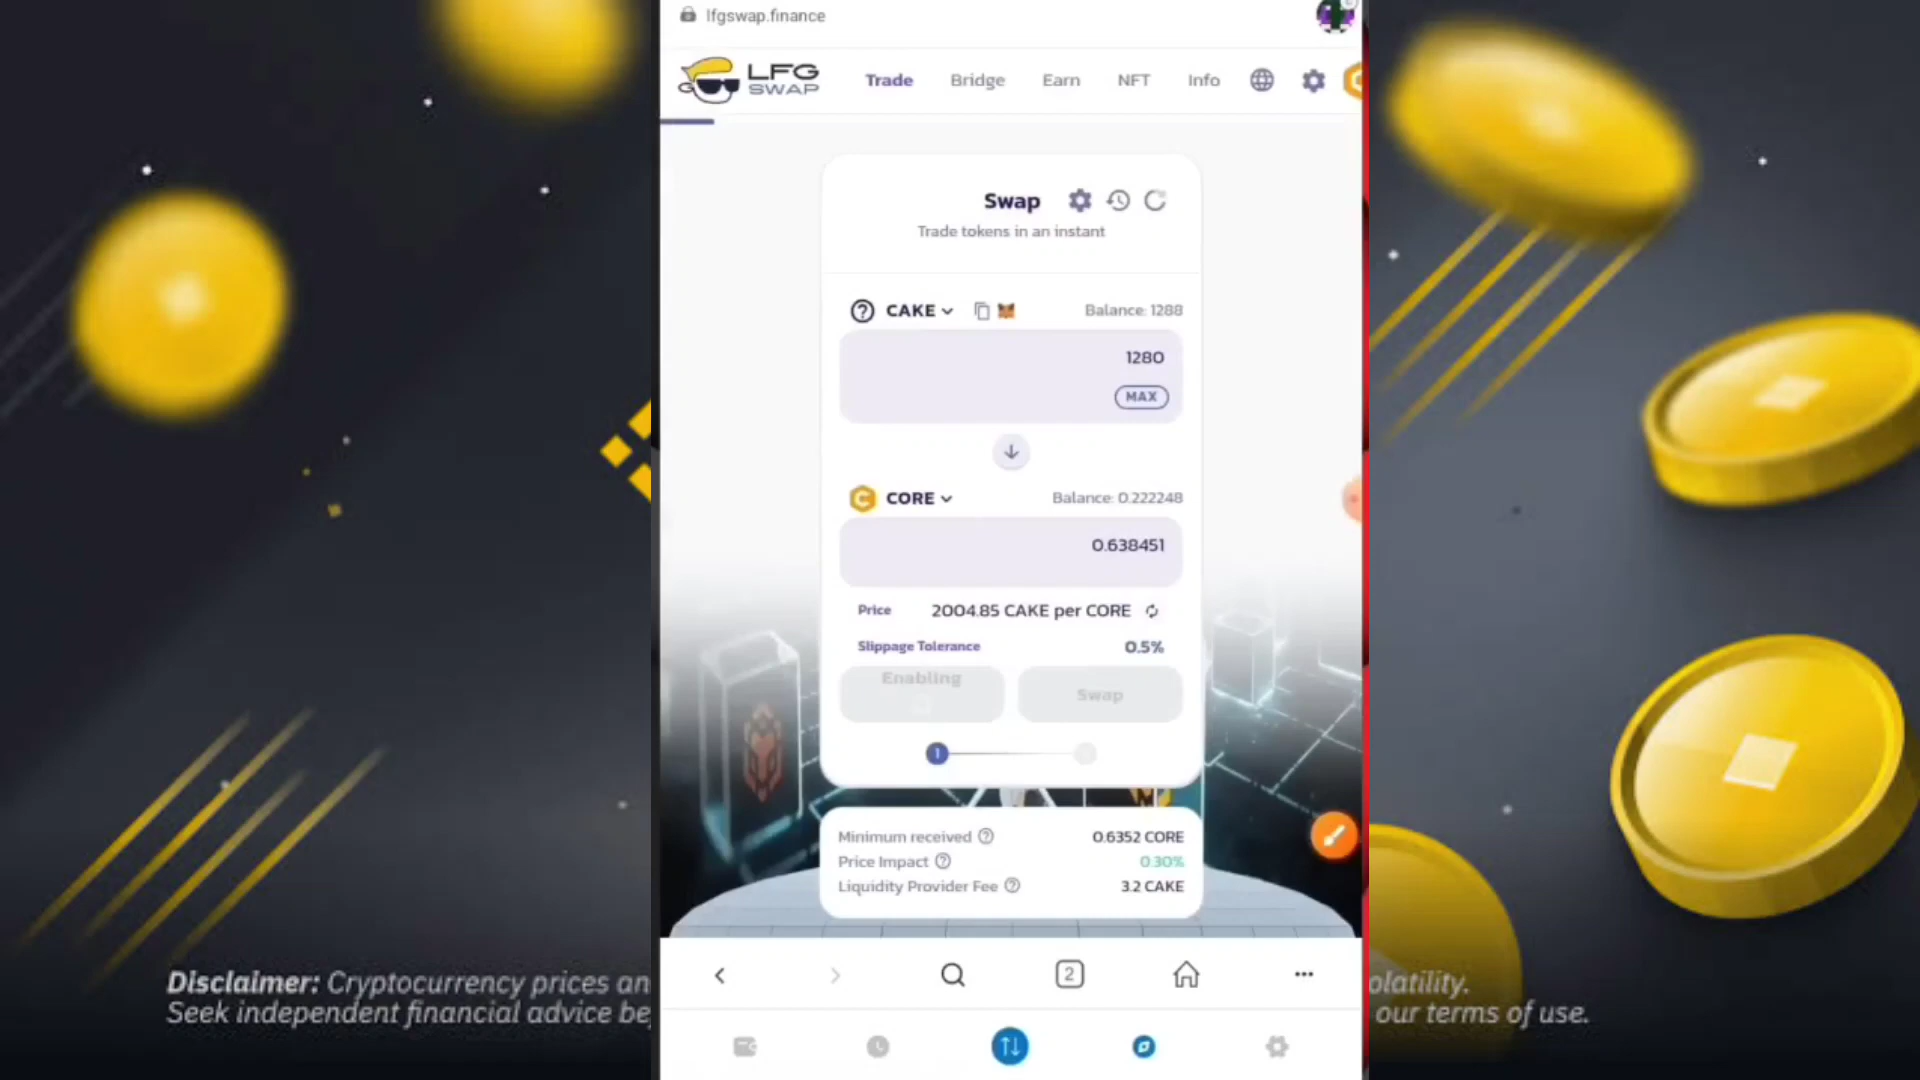 lfgswap.finance
LFG
SWAP
Trade
Bridge
Earn
NFT
Info
Swap
Trade tokens in an instant
CAKE
Balance: 1288
1280
MAX
CORE
Balance: 0.222248
0.638451
Price
2004.85 CAKE per CORE
Slippage Tolerance
0.5%
Enabling
Swap
1
Minimum received
0.6352 CORE
Price Impact
0.30%
Liquidity Provider Fee
3.2 CAKE
2
Disclaimer: Cryptocurrency prices an
olatility.
Seek independent financial advice be
our terms of use.